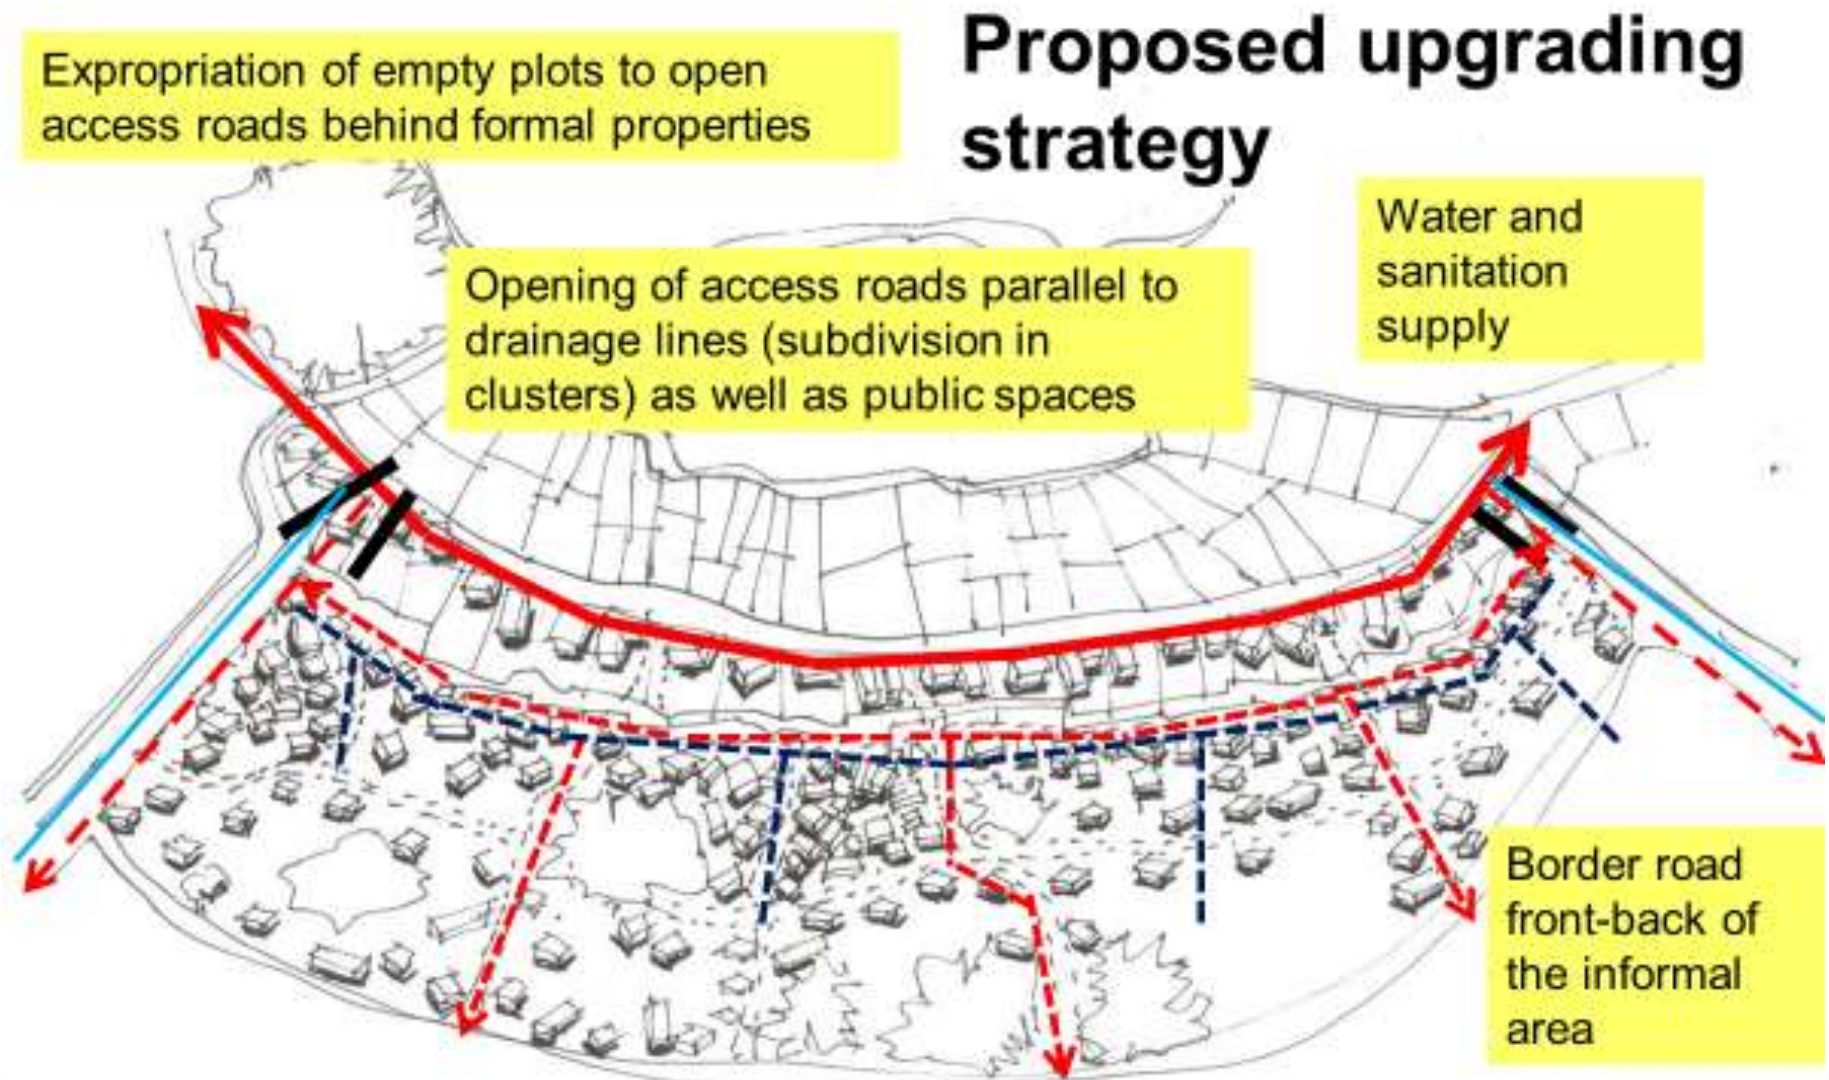 Proposed upgrading
strategy
Expropriation of empty plots to open
access roads behind formal properties
Opening of access roads parallel to
drainage lines (subdivision in
clusters) as well as public spaces
Water and
sanitation
supply
Border road
front-back of
the informal
area